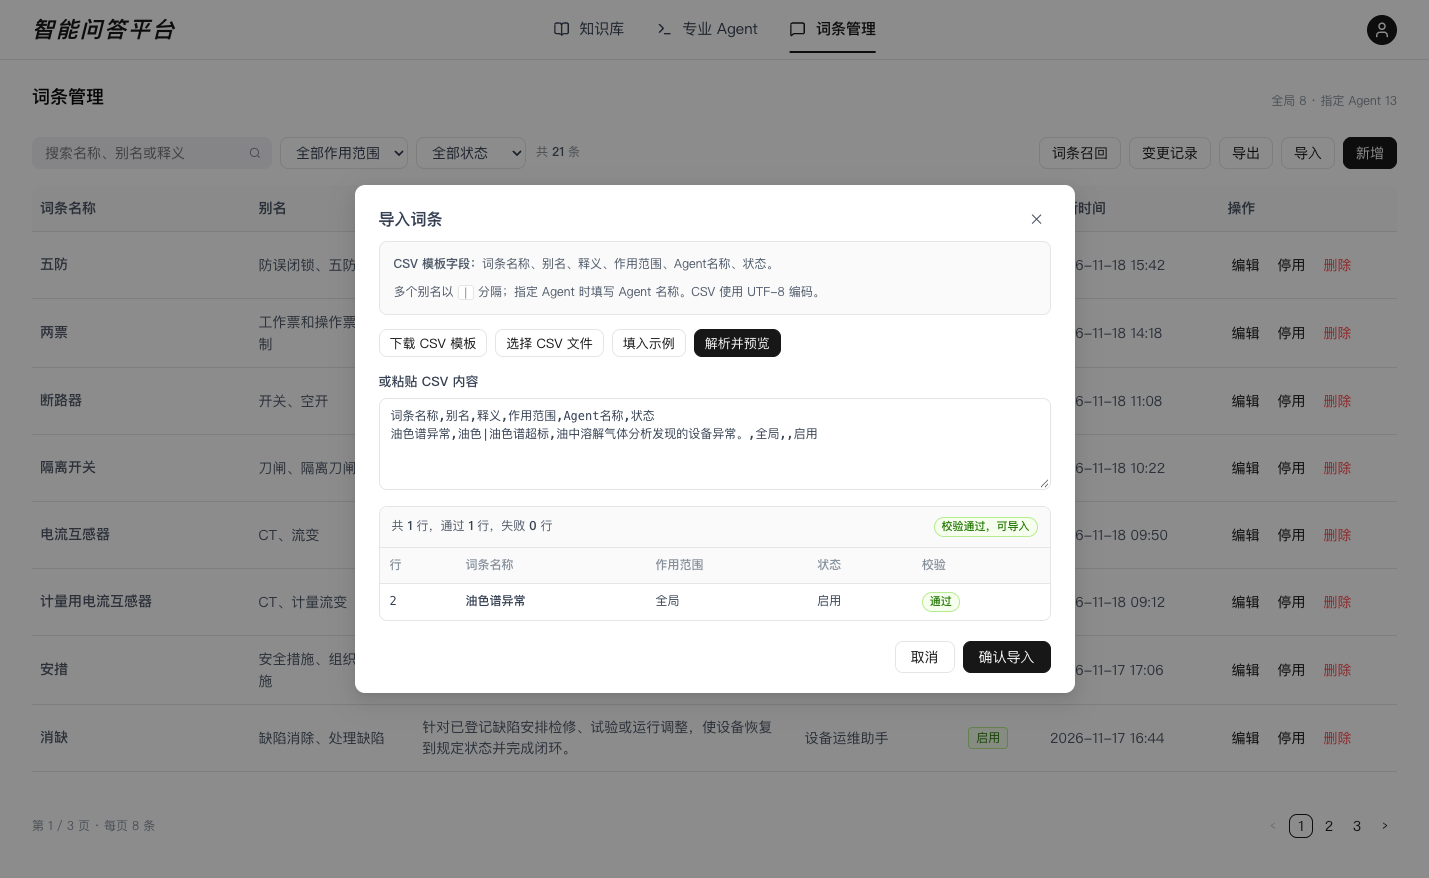 智能问答平台
知识库
专业 Agent
词条管理
词条管理
全局 8 · 指定 Agent 13
搜索名称、别名或释义
全部作用范围
全部状态
共 21 条
词条召回
变更记录
导出
导入
新增
词条名称 别名 时间 操作
五防 防误闭锁、五防 6-11-18 15:42 编辑 停用 删除
两票 工作票和操作票
制 6-11-18 14:18 编辑 停用 删除
断路器 开关、空开 6-11-18 11:08 编辑 停用 删除
隔离开关 刀闸、隔离刀闸 6-11-18 10:22 编辑 停用 删除
电流互感器 CT、流变 6-11-18 09:50 编辑 停用 删除
计量用电流互感器 CT、计量流变 6-11-18 09:12 编辑 停用 删除
安措 安全措施、组织
施 6-11-17 17:06 编辑 停用 删除
消缺 缺陷消除、处理缺陷 针对已登记缺陷安排检修、试验或运行调整，使设备恢复
到规定状态并完成闭环。 设备运维助手 启用 2026-11-17 16:44 编辑 停用 删除
第 1 / 3 页 · 每页 8 条
‹ 1 2 3 ›
导入词条
CSV 模板字段：词条名称、别名、释义、作用范围、Agent名称、状态。
多个别名以 | 分隔；指定 Agent 时填写 Agent 名称。CSV 使用 UTF-8 编码。
下载 CSV 模板
选择 CSV 文件
填入示例
解析并预览
或粘贴 CSV 内容
词条名称,别名,释义,作用范围,Agent名称,状态
油色谱异常,油色|油色谱超标,油中溶解气体分析发现的设备异常。,全局,,启用
共 1 行，通过 1 行，失败 0 行
校验通过，可导入
行 词条名称 作用范围 状态 校验
2 油色谱异常 全局 启用 通过
取消
确认导入